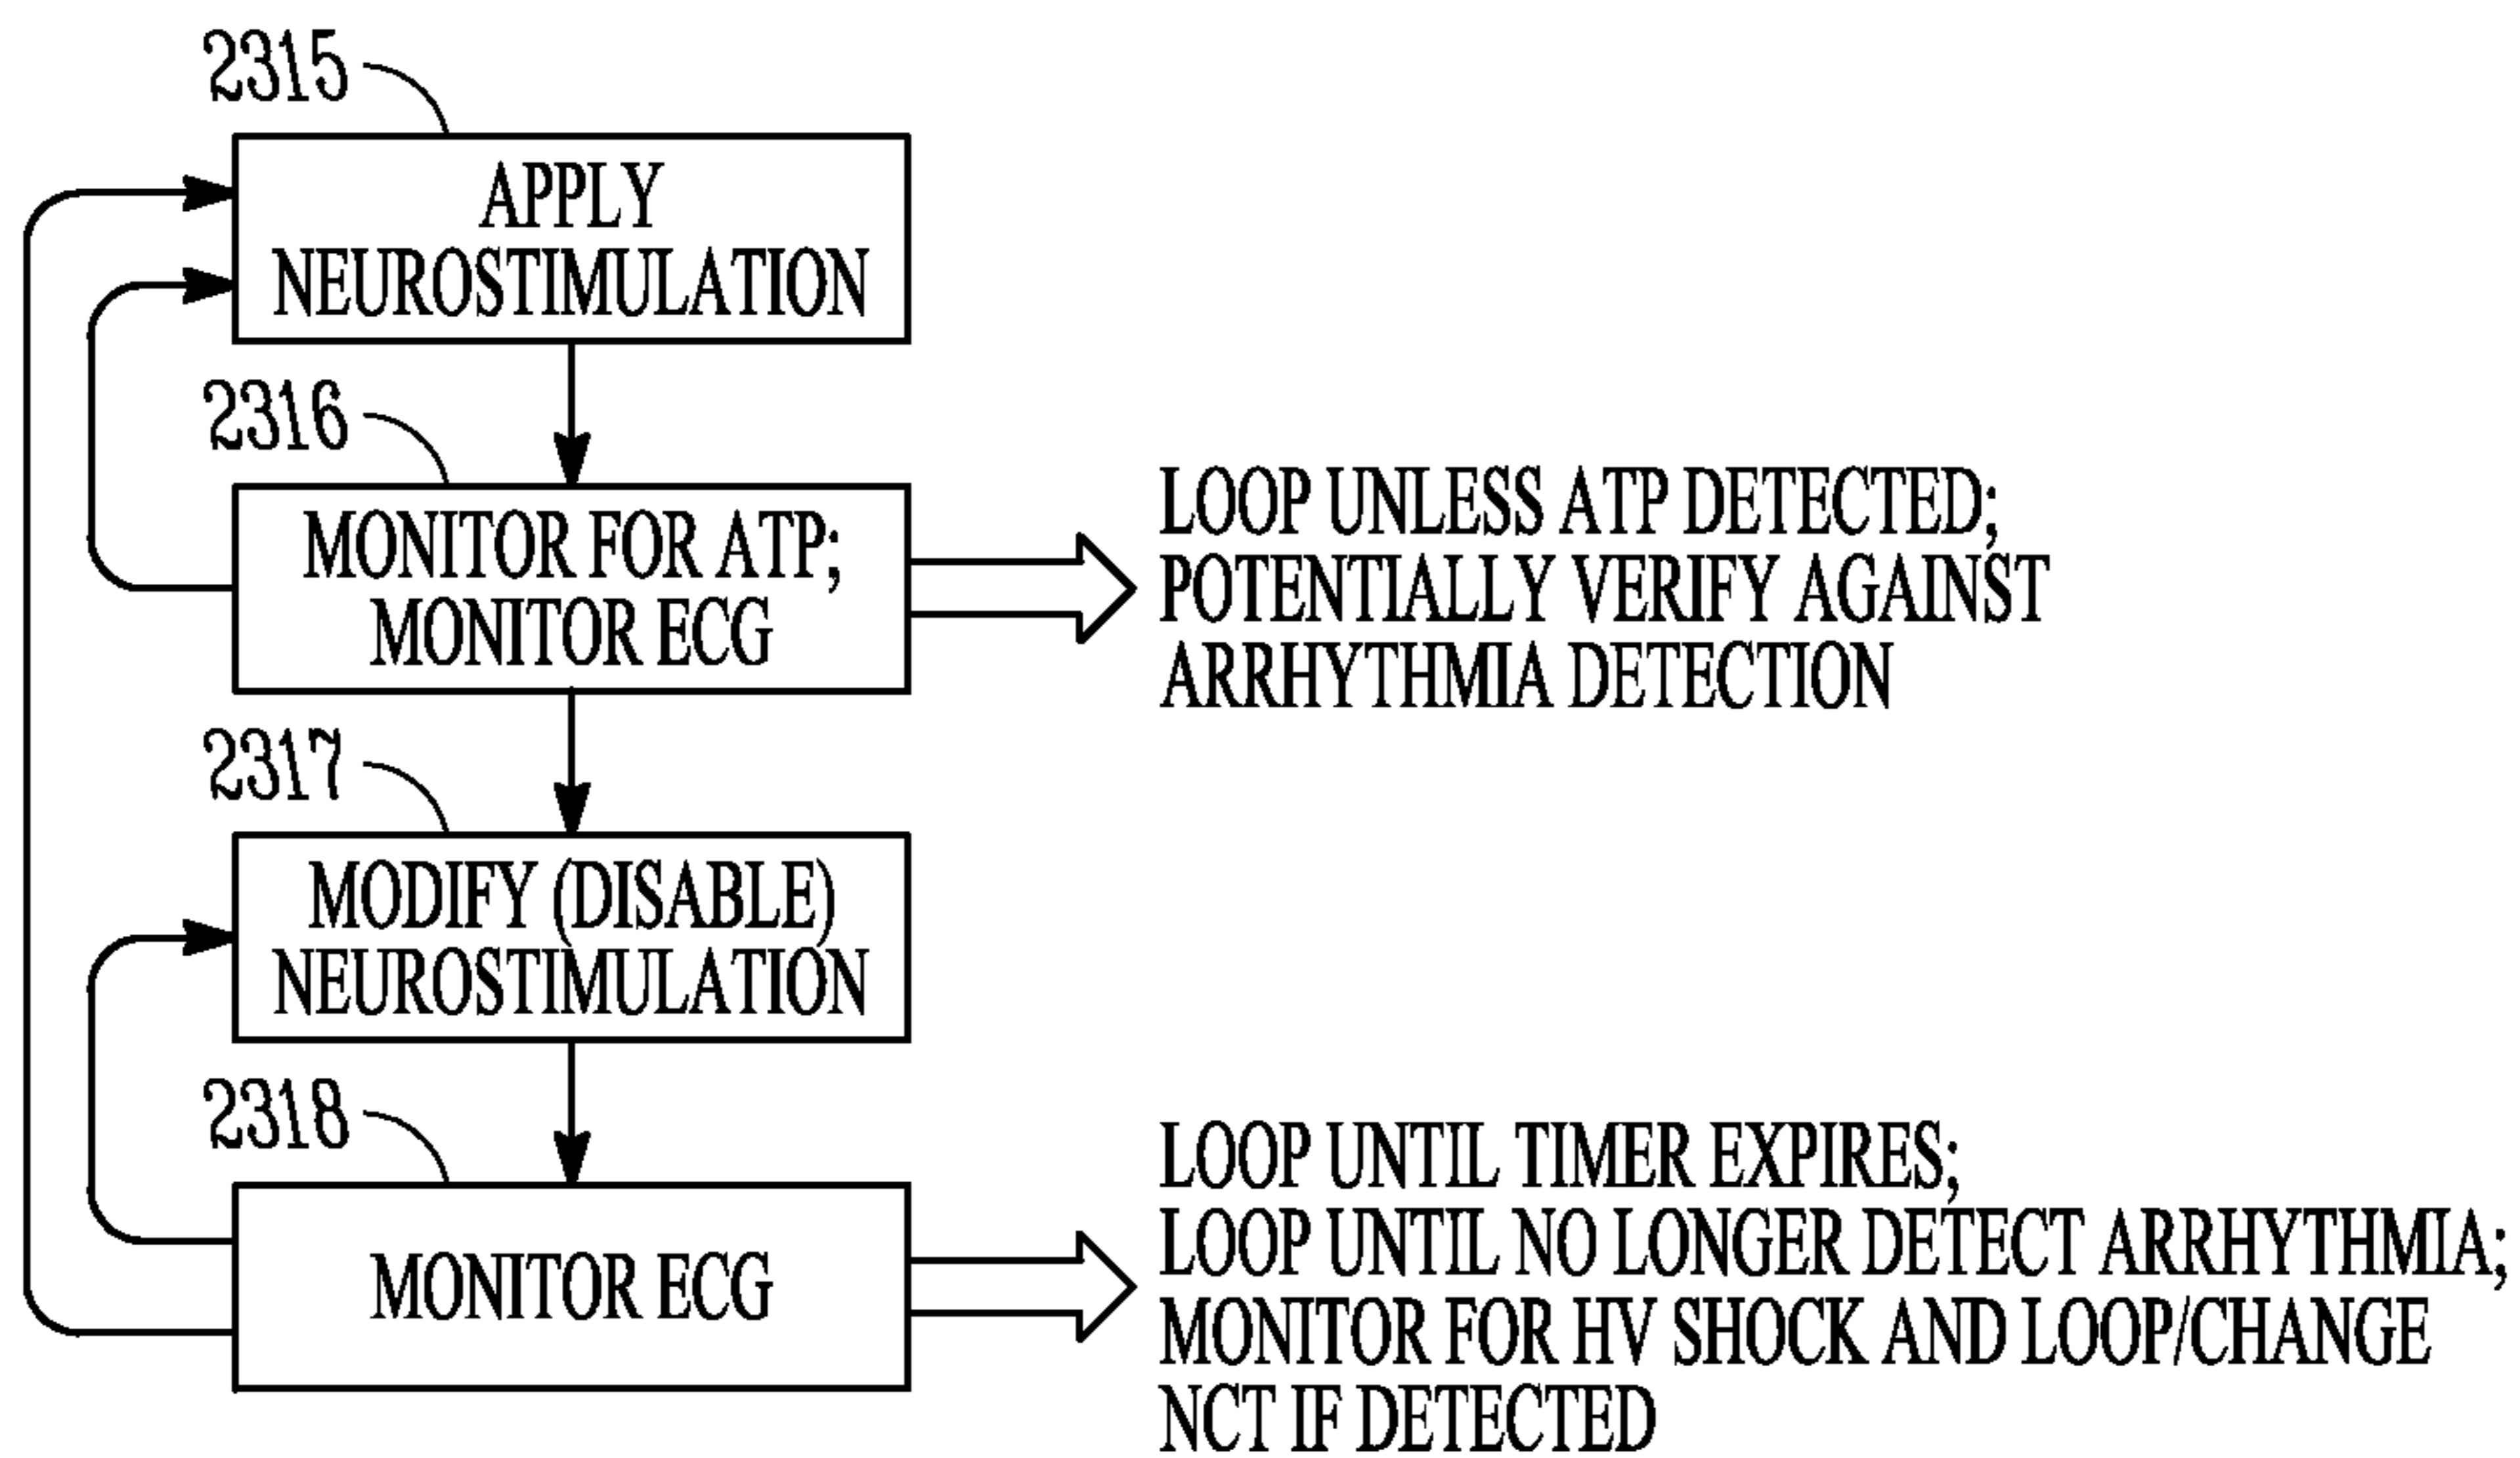 2315
APPLY
NEUROSTIMULATION
2316
MONITOR FOR ATP;
MONITOR ECG
LOOP UNLESS ATP DETECTED;
POTENTIALLY VERIFY AGAINST
ARRHYTHMIA DETECTION
2317
MODIFY (DISABLE)
NEUROSTIMULATION
2318
MONITOR ECG
LOOP UNTIL TIMER EXPIRES;
LOOP UNTIL NO LONGER DETECT ARRHYTHMIA;
MONITOR FOR HV SHOCK AND LOOP/CHANGE
NCT IF DETECTED